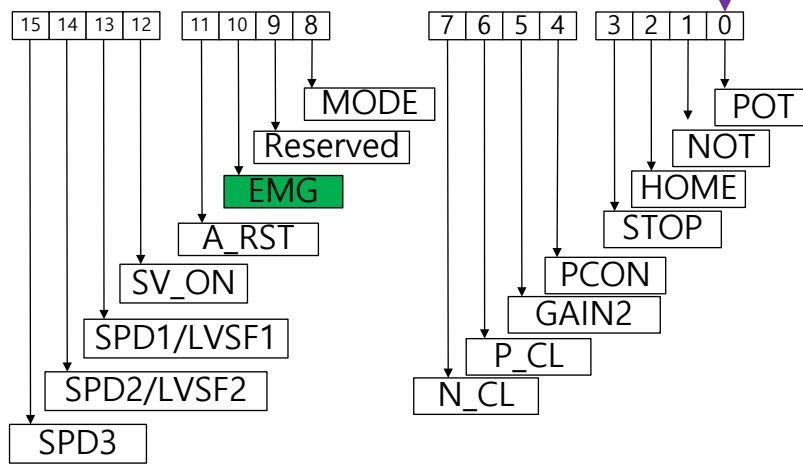 15 14 13 12 11 10 9 8 7 6 5 4 3 2 1 0
POT
MODE
NOT
Reserved
HOME
EMG
STOP
A_RST
PCON
SV_ON
GAIN2
SPD1/LVSF1
P_CL
SPD2/LVSF2
N_CL
SPD3